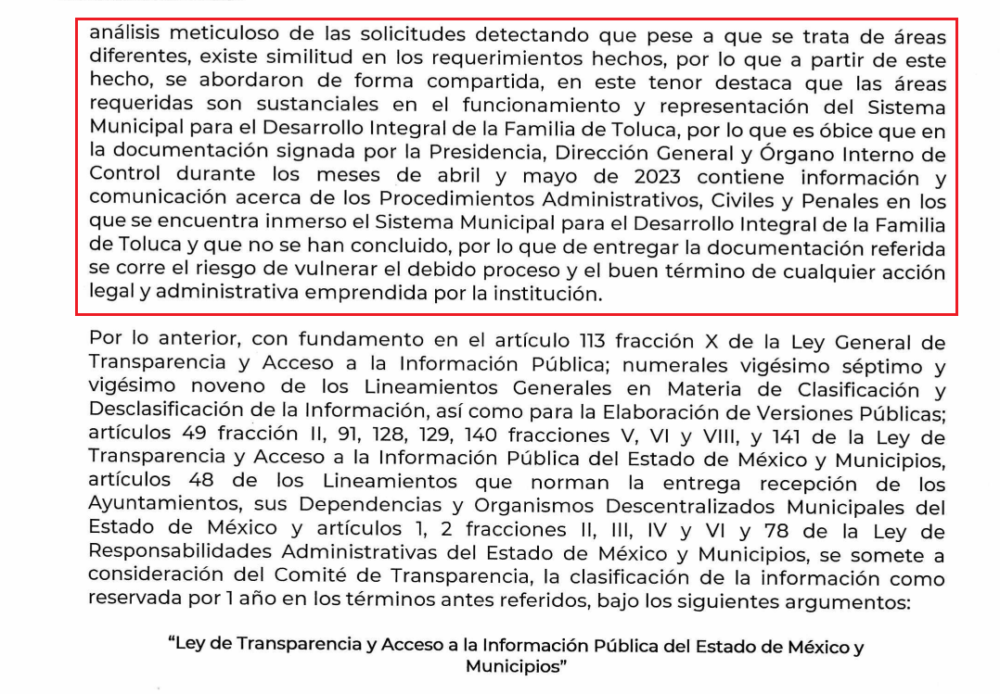 análisis meticuloso de las solicitudes detectando que pese a que se trata de áreas
diferentes, existe similitud en los requerimientos hechos, por lo que a partir de este
hecho, se abordaron de forma compartida, en este tenor destaca que las áreas
requeridas son sustanciales en el funcionamiento y representación del Sistema
Municipal para el Desarrollo Integral de la Familia de Toluca, por lo que es óbice que en
la documentación signada por la Presidencia, Dirección General y Órgano Interno de
Control durante los meses de abril y mayo de 2023 contiene información y
comunicación acerca de los Procedimientos Administrativos, Civiles y Penales en los
que se encuentra inmerso el Sistema Municipal para el Desarrollo Integral de la Familia
de Toluca y que no se han concluido, por lo que de entregar la documentación referida
se corre el riesgo de vulnerar el debido proceso y el buen término de cualquier acción
legal y administrativa emprendida por la institución.
Por lo anterior, con fundamento en el artículo 113 fracción X de la Ley General de
Transparencia y Acceso a la Información Pública; numerales vigésimo séptimo y
vigésimo noveno de los Lineamientos Generales en Materia de Clasificación y
Desclasificación de la Información, así como para la Elaboración de Versiones Públicas;
artículos 49 fracción II, 91, 128, 129, 140 fracciones V, VI y VIII, y 141 de la Ley de
Transparencia y Acceso a la Información Pública del Estado de México y Municipios,
artículos 48 de los Lineamientos que norman la entrega recepción de los
Ayuntamientos, sus Dependencias y Organismos Descentralizados Municipales del
Estado de México y artículos 1, 2 fracciones II, III, IV y VI y 78 de la Ley de
Responsabilidades Administrativas del Estado de México y Municipios, se somete a
consideración del Comité de Transparencia, la clasificación de la información como
reservada por 1 año en los términos antes referidos, bajo los siguientes argumentos:
“Ley de Transparencia y Acceso a la Información Pública del Estado de México y
Municipios”